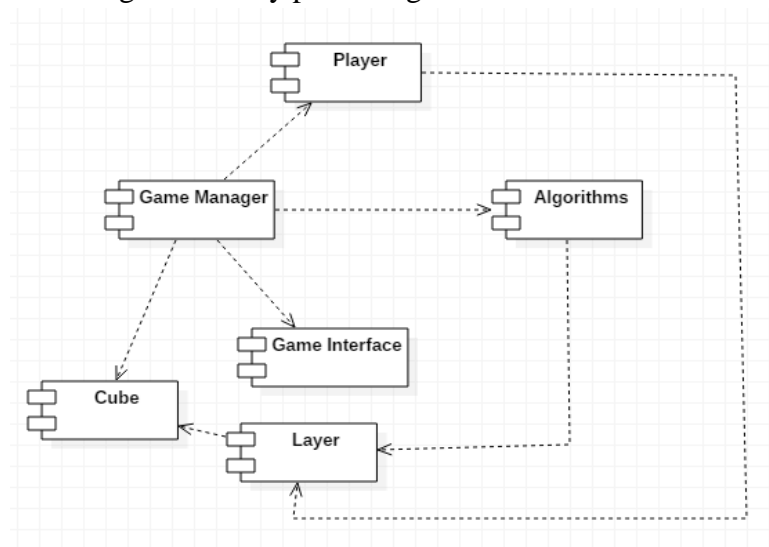 Player
Game Manager
Algorithms
Game Interface
Cube
Layer